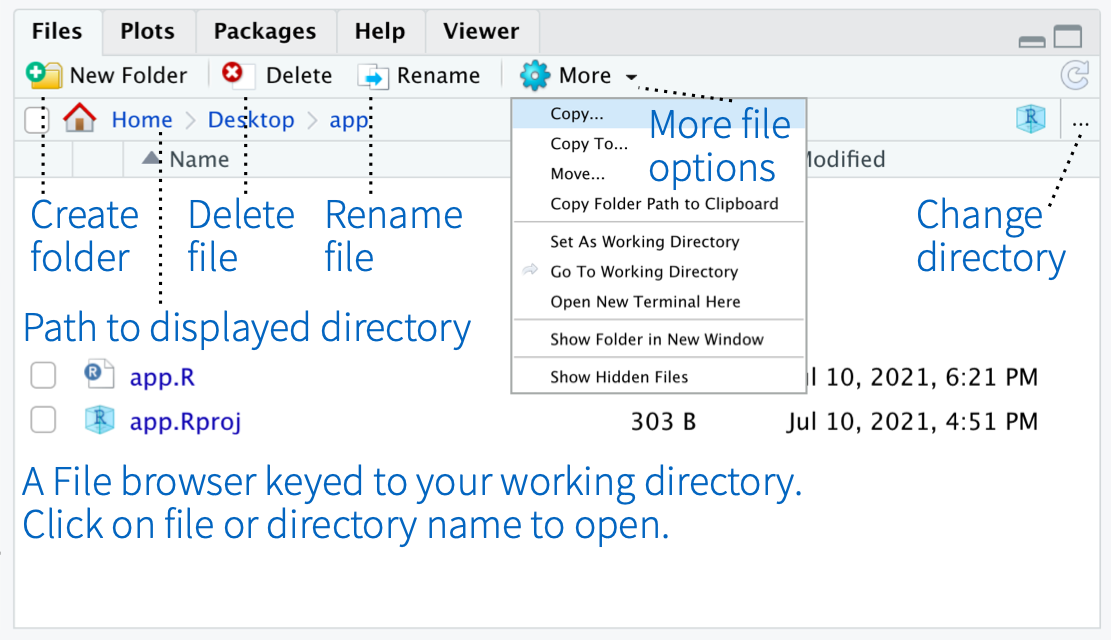 Files Plots Packages Help Viewer
New Folder Delete Rename More
Home Desktop app ...
Name Modified
Copy...
Copy To...
Move...
Copy Folder Path to Clipboard
Set As Working Directory
Go To Working Directory
Open New Terminal Here
Show Folder in New Window
Show Hidden Files
More file
options
Create
folder
Delete
file
Rename
file
Change
directory
Path to displayed directory
app.R Jul 10, 2021, 6:21 PM
app.Rproj 303 B Jul 10, 2021, 4:51 PM
A File browser keyed to your working directory.
Click on file or directory name to open.